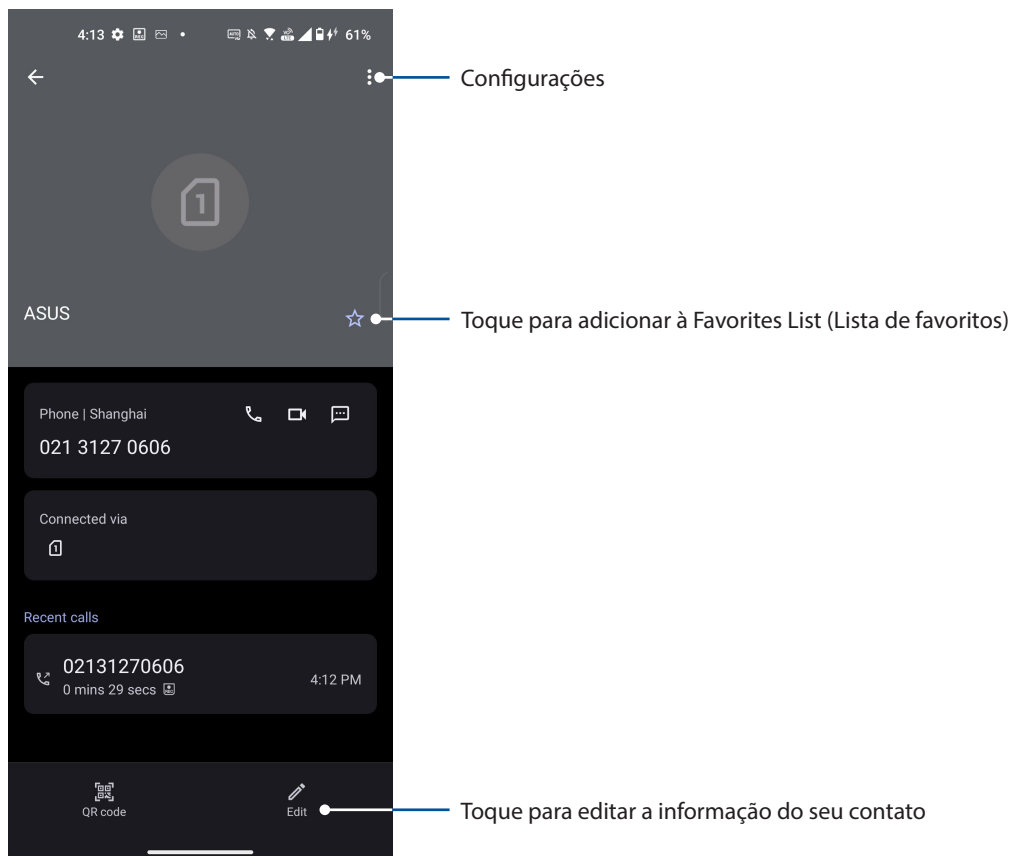 4:13 61%
Configurações
1
ASUS
Toque para adicionar à Favorites List (Lista de favoritos)
Phone | Shanghai
021 3127 0606
Connected via
1
Recent calls
02131270606
0 mins 29 secs
4:12 PM
QR code
Edit
Toque para editar a informação do seu contato